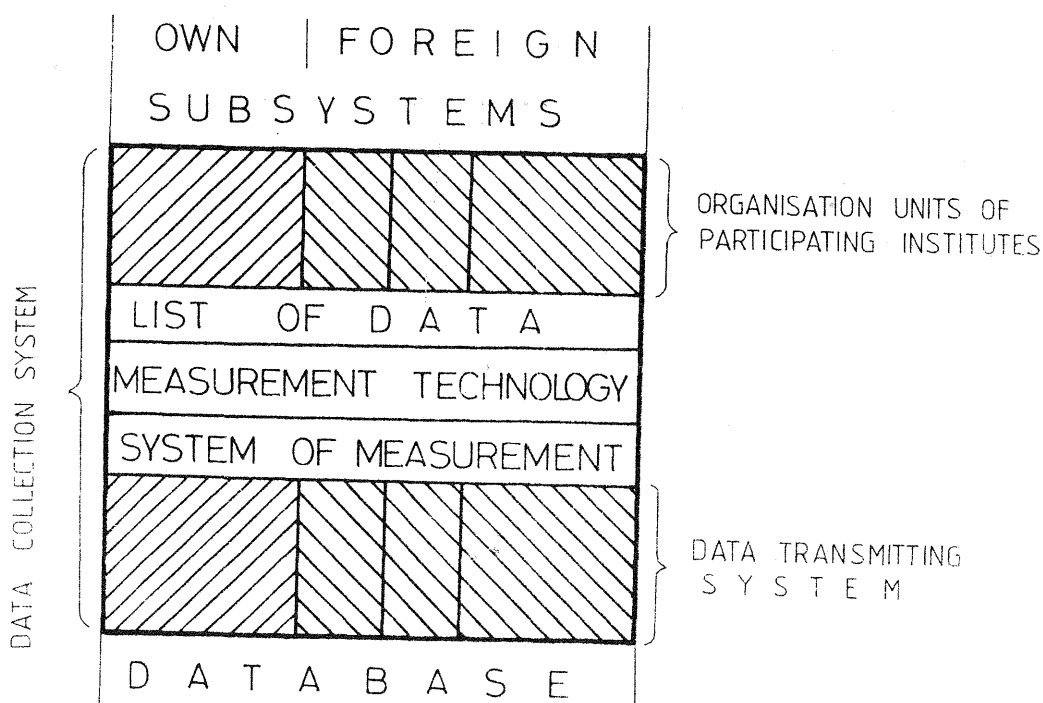 OWN | FOREIGN
SUBSYSTEMS
DATA COLLECTION SYSTEM
ORGANISATION UNITS OF
PARTICIPATING INSTITUTES
LIST OF DATA
MEASUREMENT TECHNOLOGY
SYSTEM OF MEASUREMENT
DATA TRANSMITTING
SYSTEM
DATABASE